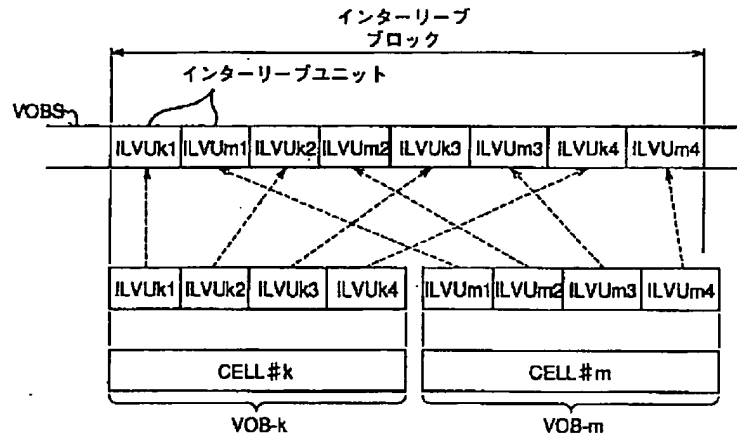 インターリーブ
ブロック
インターリーブユニット
VOBS
ILVUk1 ILVUm1 ILVUk2 ILVUm2 ILVUk3 ILVUm3 ILVUk4 ILVUm4
ILVUk1 ILVUk2 ILVUk3 ILVUk4 ILVUm1 ILVUm2 ILVUm3 ILVUm4
CELL#k CELL#m
VOB-k VOB-m